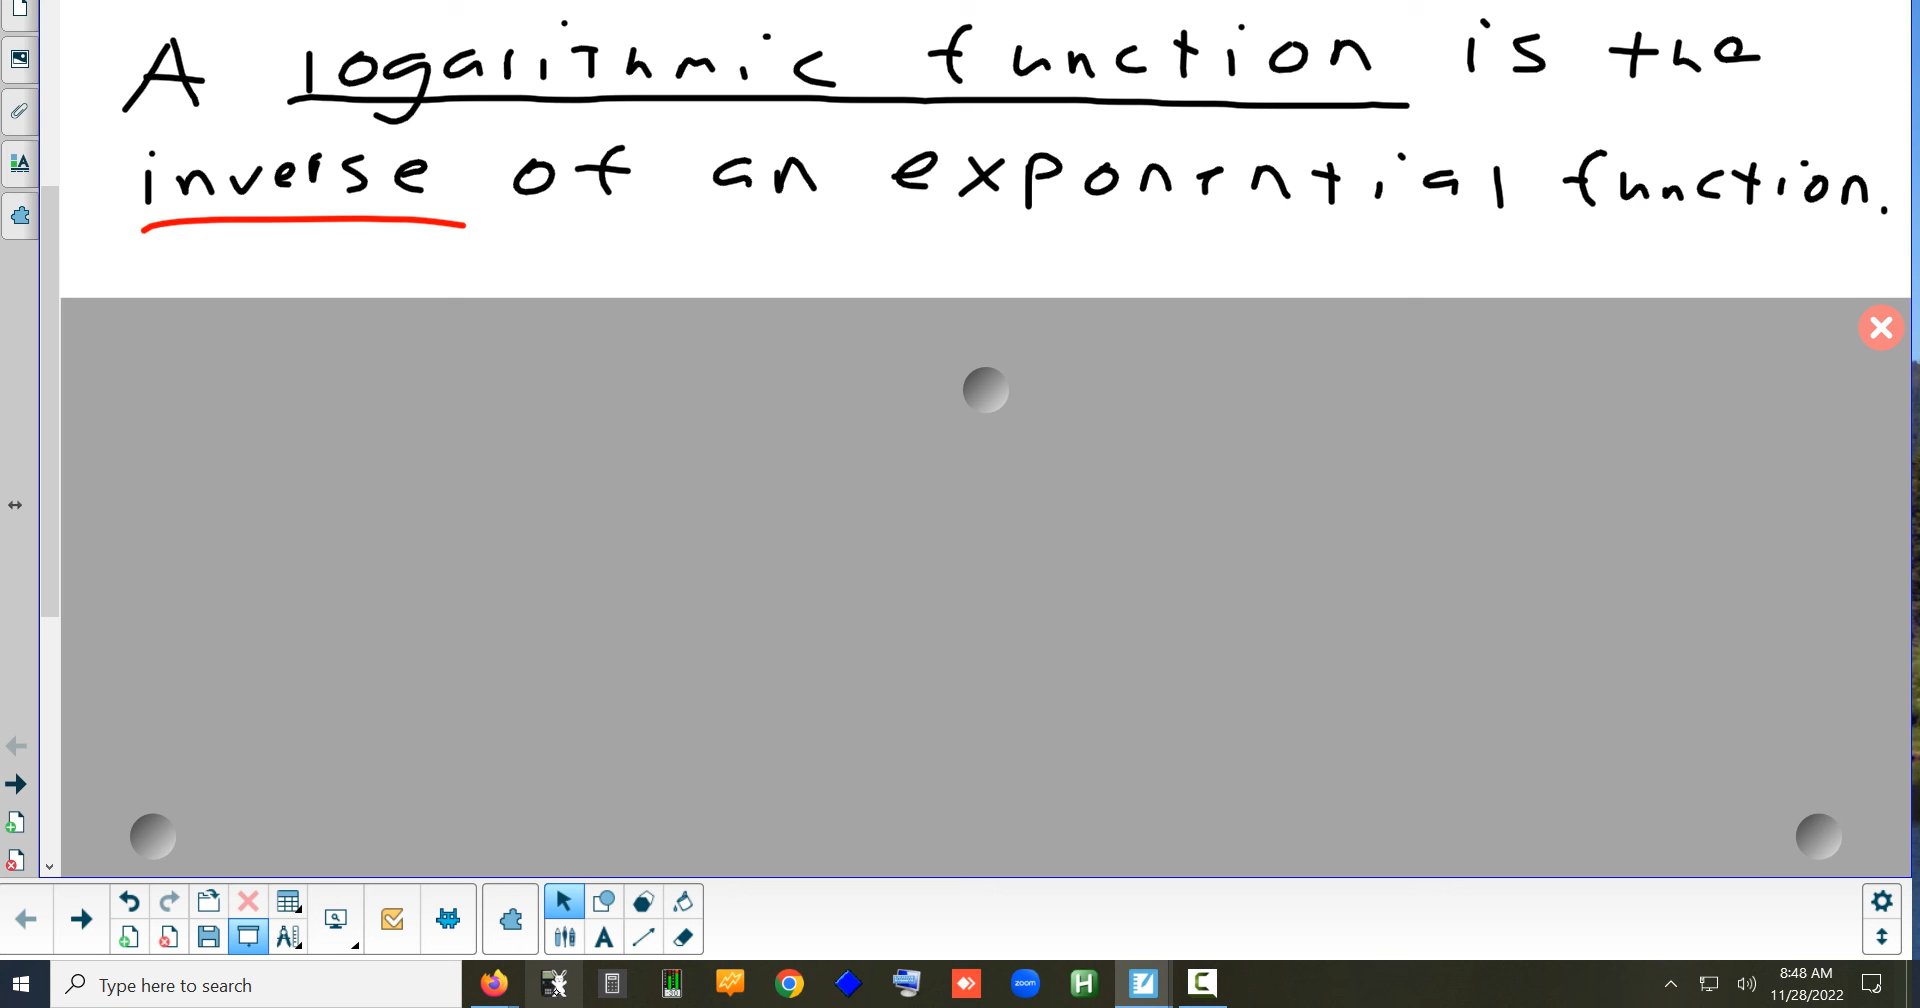 A logarithmic function is the
inverse of an exponential function.
Type here to search
zoom
H
C
8:48 AM
11/28/2022